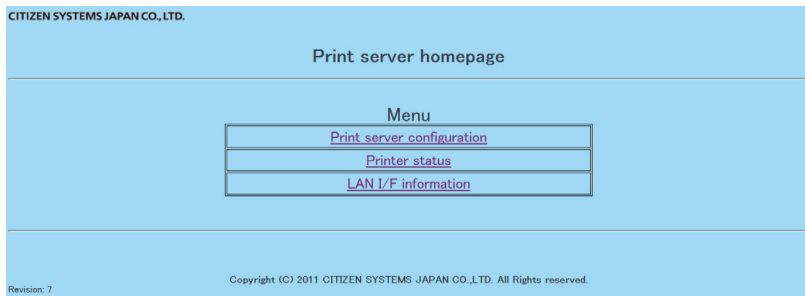 CITIZEN SYSTEMS JAPAN CO., LTD.
Print server homepage
Menu
Print server configuration
Printer status
LAN I/F information
Copyright (C) 2011 CITIZEN SYSTEMS JAPAN CO.,LTD. All Rights reserved.
Revision: 7